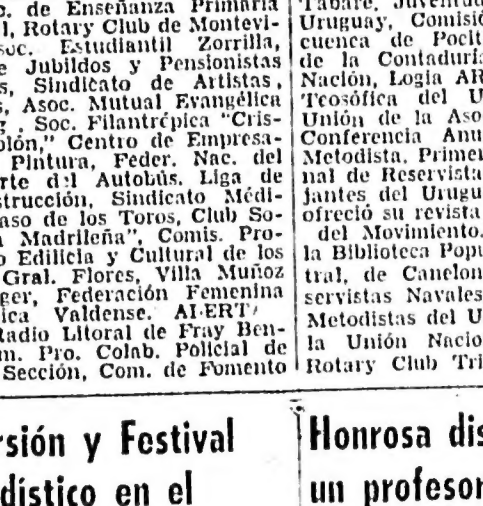 o. de Enseñanza Primaria
l, Rotary Club de Montevi-
soc. Estudiantil Zorrilla,
e Jubildos y Pensionistas
s, Sindicato de Artistas,
s, Asoc. Mutual Evangélica
g, Soc. Filantrópica "Cris-
olón," Centro de Empresa-
Pintura, Feder. Nac. del
rte del Autobús. Liga de
strucción, Sindicato Médi-
aso de los Toros, Club So-
a Madrileña", Comis. Pro-
o Edilicia y Cultural de los
Gral. Flores, Villa Muñoz
ger, Federación Femenina
ica Valdense. ALERT
Radio Litoral de Fray Ben-
m. Pro. Colab. Policial de
Sección, Com. de Fomento
Tabaré, Juventud
Uruguay, Comisió
cuenca de Pocit
de la Contadurí
Nación, Logia AR
Teosófica del U
Unión de la Aso
Conferencia Anu
Metodista. Primer
nal de Reservista
jantes del Urugu
ofreció su revista
del Movimiento.
la Biblioteca Popu
tral, de Canelon
servistas Navales
Metodistas del U
la Unión Nacio
Rotary Club Tri
rsión y Festival
dístico en el
Honrosa dis
un profesor